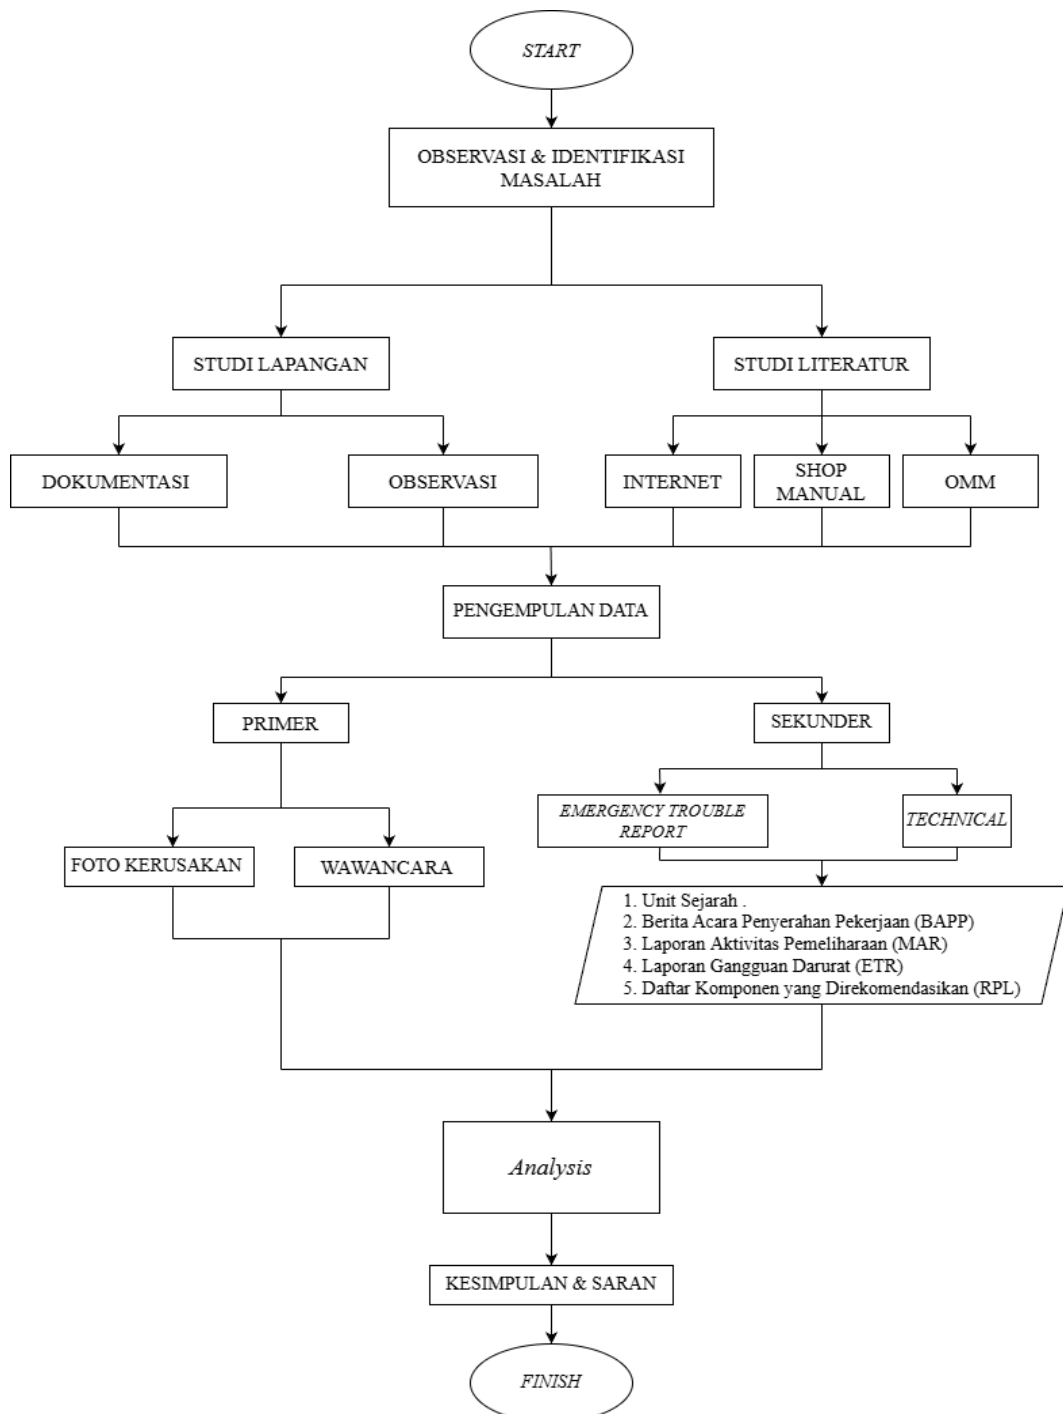 START
OBSERVASI & IDENTIFIKASI
MASALAH
STUDI LAPANGAN
STUDI LITERATUR
DOKUMENTASI
OBSERVASI
INTERNET
SHOP
MANUAL
OMM
PENGEMPULAN DATA
PRIMER
SEKUNDER
EMERGENCY TROUBLE
REPORT
TECHNICAL
FOTO KERUSAKAN
WAWANCARA
1. Unit Sejarah .
2. Berita Acara Penyerahan Pekerjaan (BAPP)
3. Laporan Aktivitas Pemeliharaan (MAR)
4. Laporan Gangguan Darurat (ETR)
5. Daftar Komponen yang Direkomendasikan (RPL)
Analysis
KESIMPULAN & SARAN
FINISH